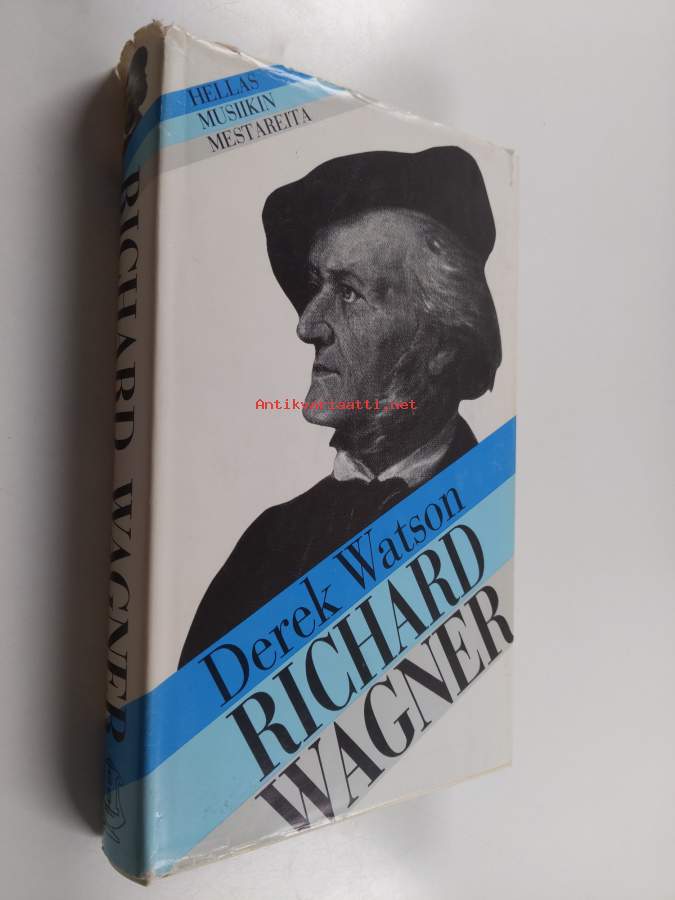 HELLAS
MUSIIKIN
MESTAREITA
RICHARD WAGNER
Antikvariaatti.net
Derek Watson
RICHARD
WAGNER